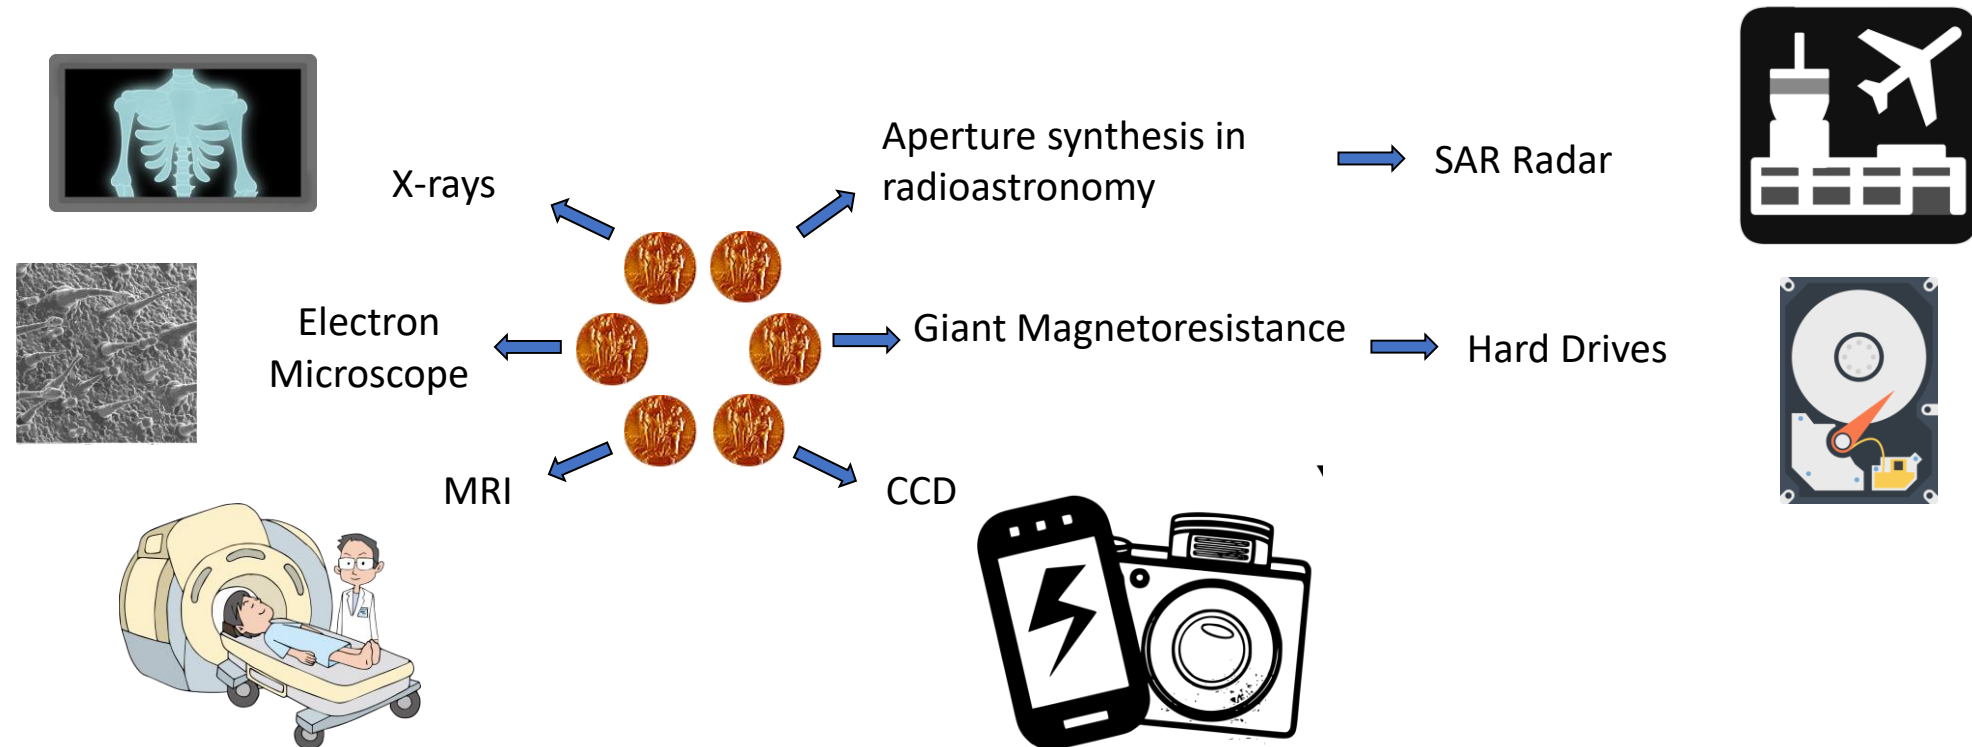 X-rays
Aperture synthesis in
radioastronomy
SAR Radar
Electron
Microscope
Giant Magnetoresistance
Hard Drives
MRI
CCD